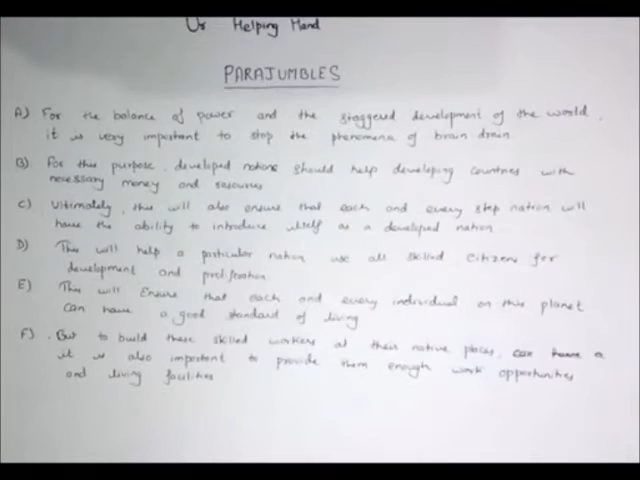 Ur Helping Hand
PARAJUMBLES
A) For the balance of power and the staggered development of the world,
it is very important to stop the phenomena of brain drain.
B) For this purpose, developed nations should help developing countries with
necessary money and resources
C) Ultimately, this will also ensure that each and every step nation will
have the ability to introduce itself as a developed nation
D) This will help a particular nation use all skilled citizens for
development and proliferation
E) This will Ensure that each and every individual on this planet
can have a good standard of living
F) But to build these skilled workers at their native places, can have a
it is also important to provide them enough work opportunities
and living facilities